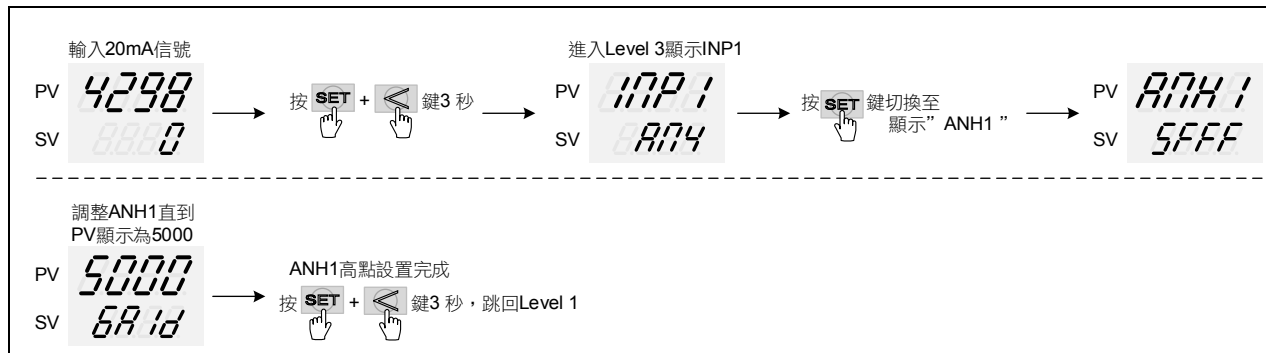 輸入20mA信號
PV 4298
SV 0
按 SET + < 鍵3 秒
進入Level 3顯示INP1
PV INP1
SV AN4
按 SET 鍵切換至
顯示” ANH1 ”
PV ANH1
SV 5FFF
調整ANH1直到
PV顯示為5000
PV 5000
SV 6A1d
ANH1高點設置完成
按 SET + < 鍵3 秒，跳回Level 1